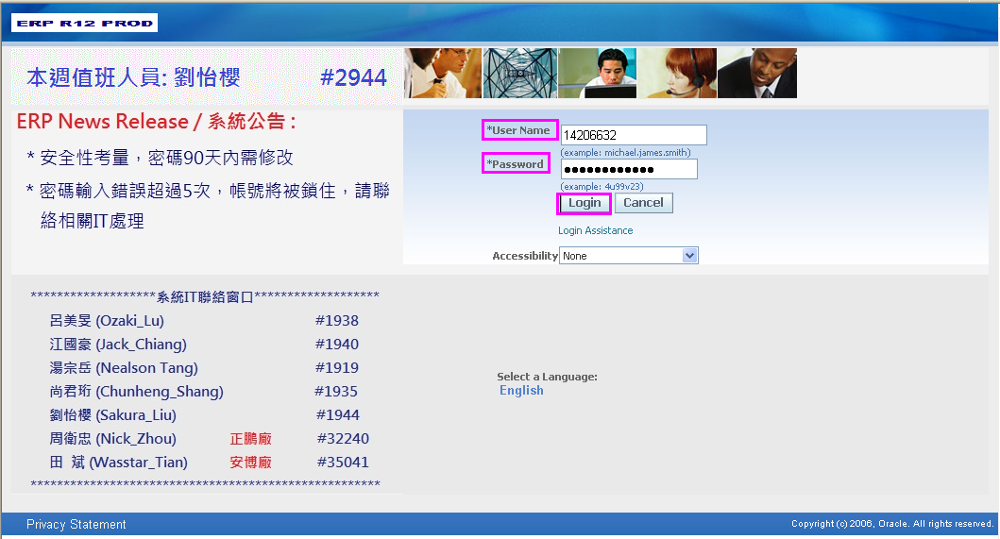 ERP R12 PROD
本週值班人員: 劉怡櫻 #2944
ERP News Release / 系統公告 :
* 安全性考量，密碼90天內需修改
* 密碼輸入錯誤超過5次，帳號將被鎖住，請聯
絡相關IT處理
*User Name 14206632
(example: michael.james.smith)
*Password ●●●●●●●●●●●●
(example: 4u99v23)
Login Cancel
Login Assistance
Accessibility None
*******************系統IT聯絡窗口*******************
呂美旻 (Ozaki_Lu) #1938
江國豪 (Jack_Chiang) #1940
湯宗岳 (Nealson Tang) #1919
尚君珩 (Chunheng_Shang) #1935
劉怡櫻 (Sakura_Liu) #1944
周衛忠 (Nick_Zhou) 正鵬廠 #32240
田 斌 (Wasstar_Tian) 安博廠 #35041
*****************************************************
Select a Language:
English
Privacy Statement
Copyright (c) 2006, Oracle. All rights reserved.